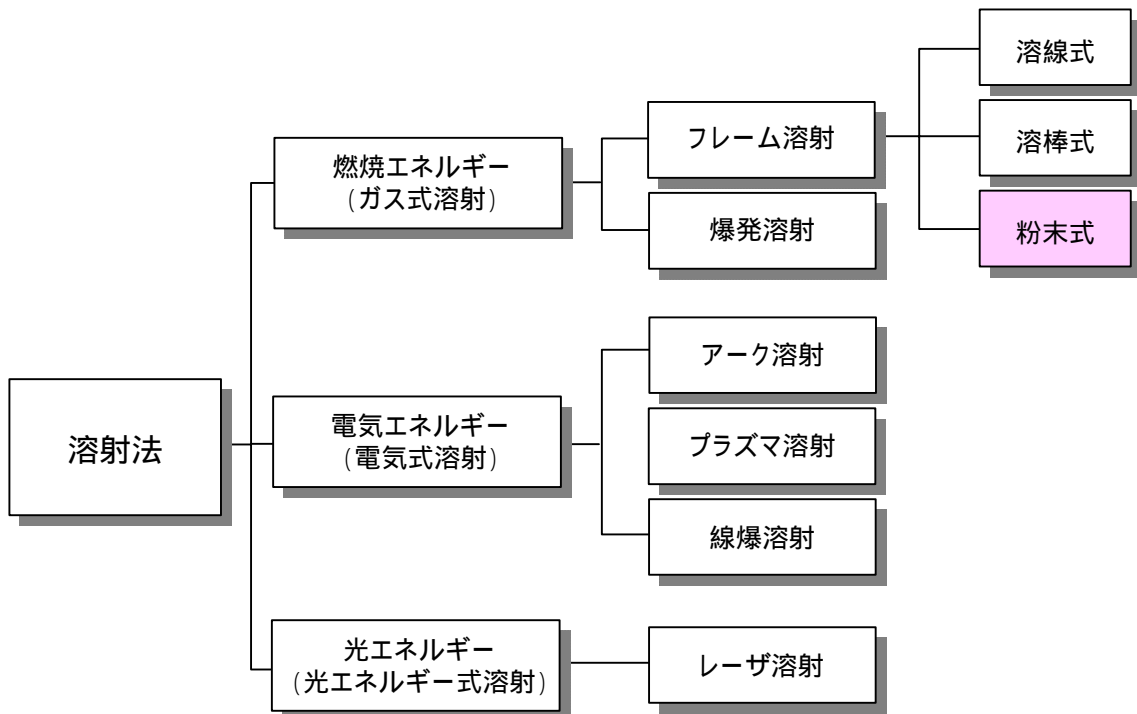 溶射法
燃焼エネルギー
(ガス式溶射)
フレーム溶射
溶線式
溶棒式
粉末式
爆発溶射
電気エネルギー
(電気式溶射)
アーク溶射
プラズマ溶射
線爆溶射
光エネルギー
(光エネルギー式溶射)
レーザ溶射